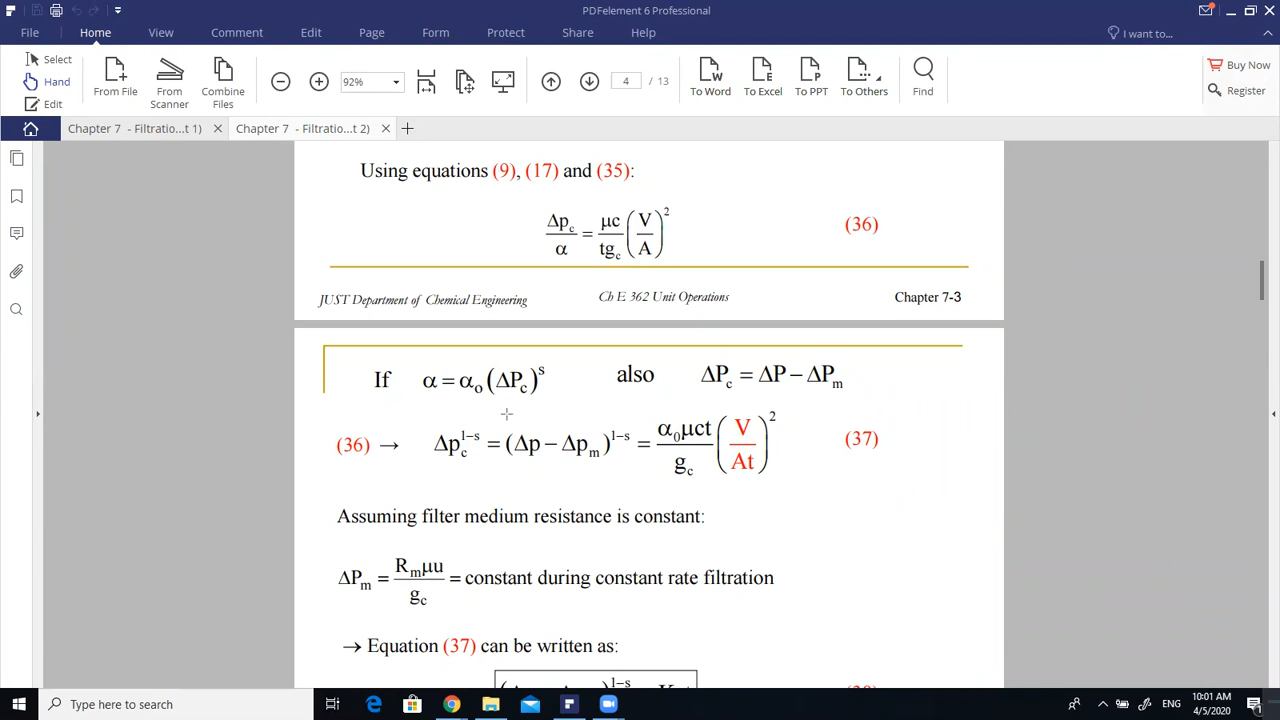 PDFelement 6 Professional
File Home View Comment Edit Page Form Protect Share Help I want to...
Select
Hand
Edit
From File
From Scanner
Combine Files
92%
4 / 13
To Word
To Excel
To PPT
To Others
Find
Buy Now
Register
Chapter 7 - Filtratio...t 1) Chapter 7 - Filtratio...t 2)
Using equations (9), (17) and (35):
Δp_c/α = μc/tg_c (V/A)^2 (36)
JUST Department of Chemical Engineering Ch E 362 Unit Operations Chapter 7-3
If α = α_o (ΔP_c)^s also ΔP_c = ΔP − ΔP_m
(36) → Δp_c^{1-s} = (Δp − Δp_m)^{1-s} = α_0μct/g_c (V/At)^2 (37)
Assuming filter medium resistance is constant:
ΔP_m = R_mμu/g_c = constant during constant rate filtration
→ Equation (37) can be written as:
Type here to search
ENG
10:01 AM
4/5/2020